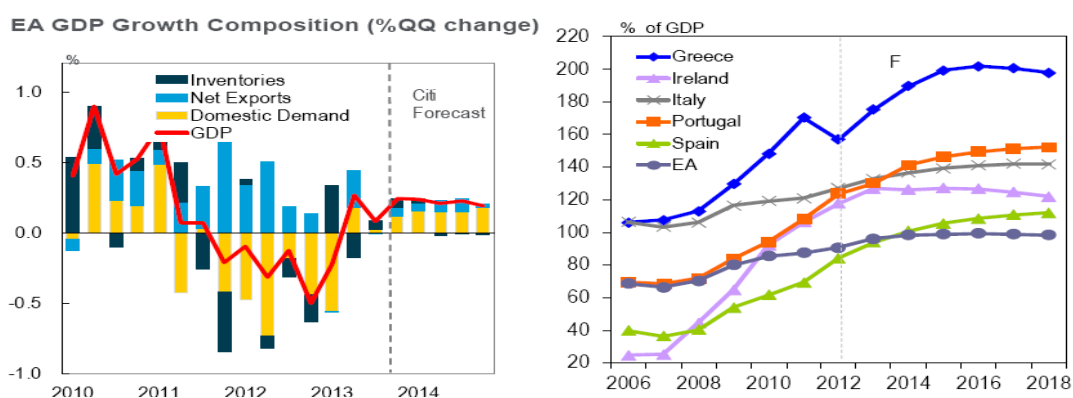 EA GDP Growth Composition (%QQ change)
%
Inventories
Net Exports
Domestic Demand
GDP
Citi
Forecast
1.0
0.5
0.0
-0.5
-1.0
2010 2011 2012 2013 2014
% of GDP
F
Greece
Ireland
Italy
Portugal
Spain
EA
220
200
180
160
140
120
100
80
60
40
20
2006 2008 2010 2012 2014 2016 2018